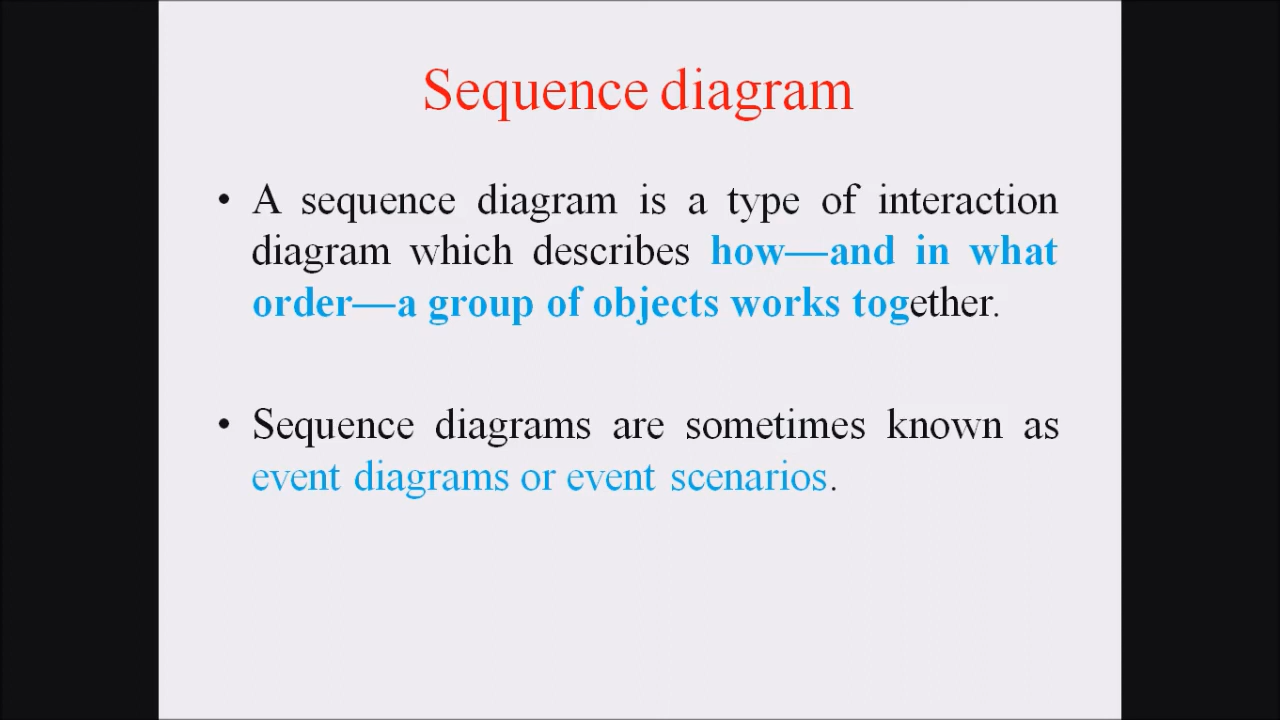 Sequence diagram
• A sequence diagram is a type of interaction
diagram which describes how—and in what
order—a group of objects works together.
• Sequence diagrams are sometimes known as
event diagrams or event scenarios.